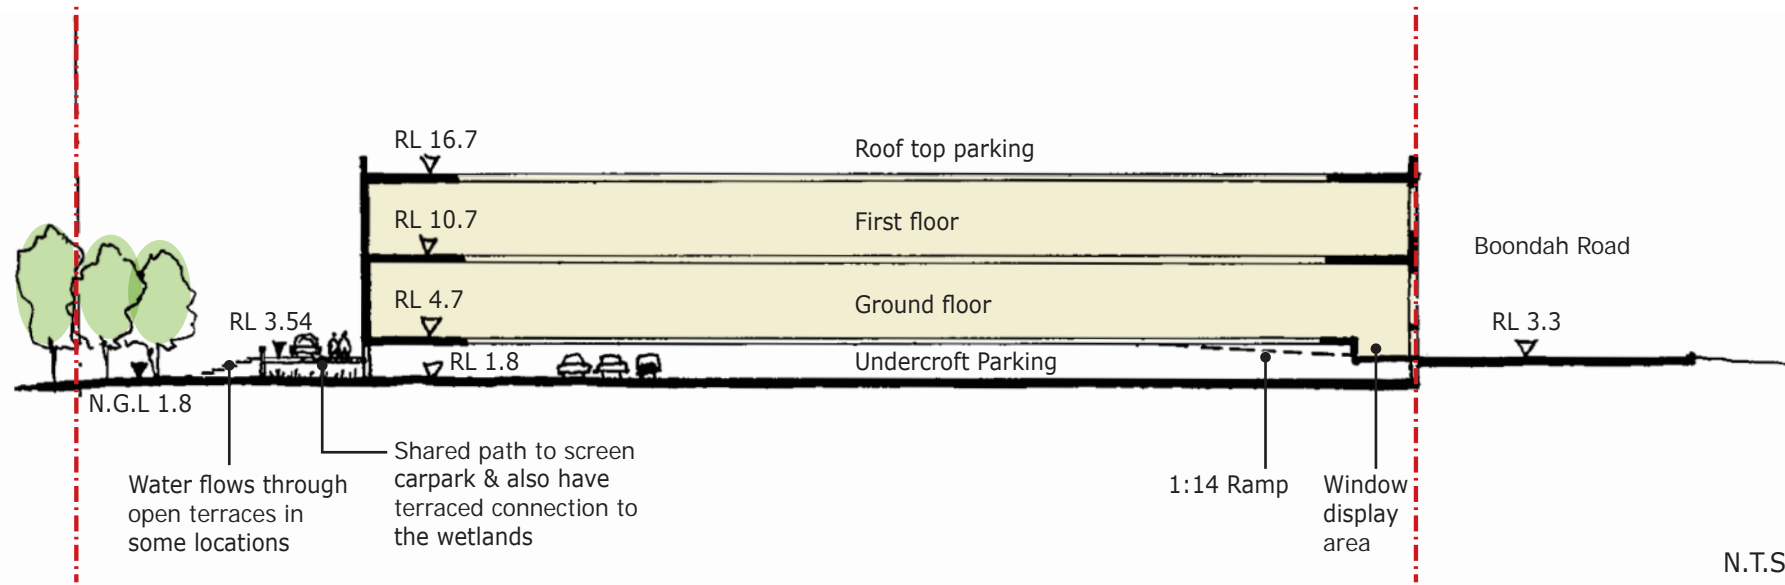 RL 16.7
Roof top parking
RL 10.7
First floor
Boondah Road
RL 4.7
Ground floor
RL 3.54
RL 3.3
RL 1.8
Undercroft Parking
N.G.L 1.8
Shared path to screen
carpark & also have
terraced connection to
the wetlands
Water flows through
open terraces in
some locations
1:14 Ramp
Window
display
area
N.T.S